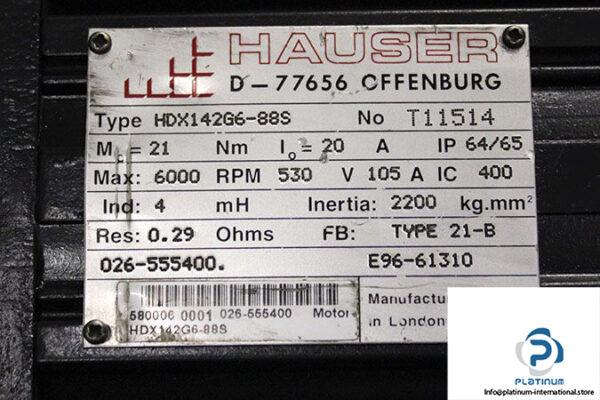 HAUSER
D-77656 OFFENBURG
Type HDX142G6-88S No T11514
Mo = 21 Nm Io = 20 A IP 64/65
Max: 6000 RPM 530 V 105 A IC 400
Ind: 4 mH Inertia: 2200 kg.mm²
Res: 0.29 Ohms FB: TYPE 21-B
026-555400. E96-61310
580006 0001 026-555400 Motor
HDX142G6-88S
in London
PLATINUM
Info@platinum-international.store